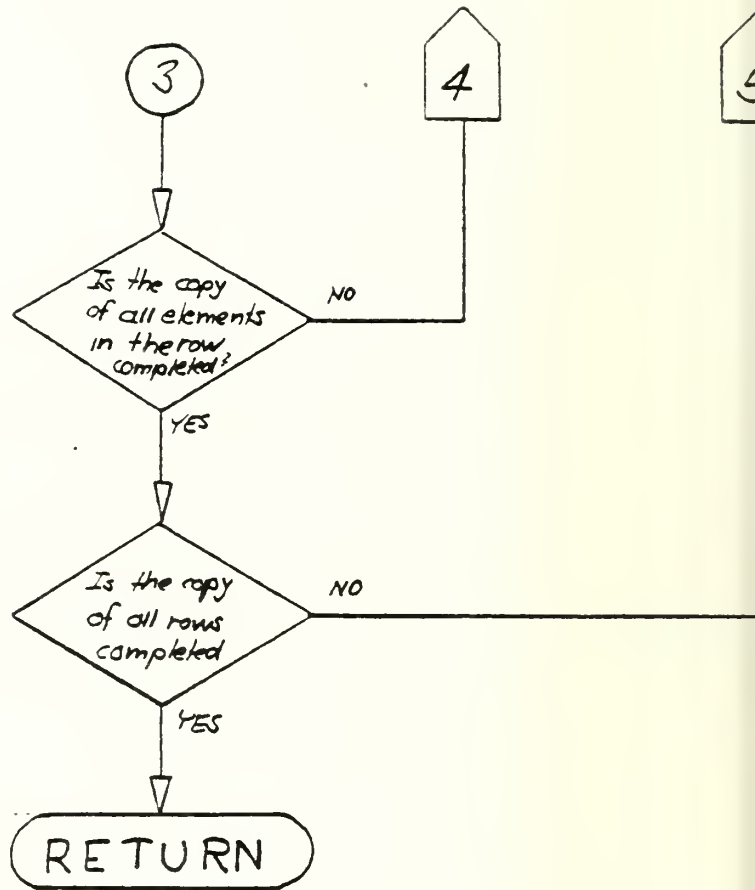 3
4
5
Is the copy
of all elements
in the row
completed?
NO
YES
Is the copy
of all rows
completed
NO
YES
RETURN